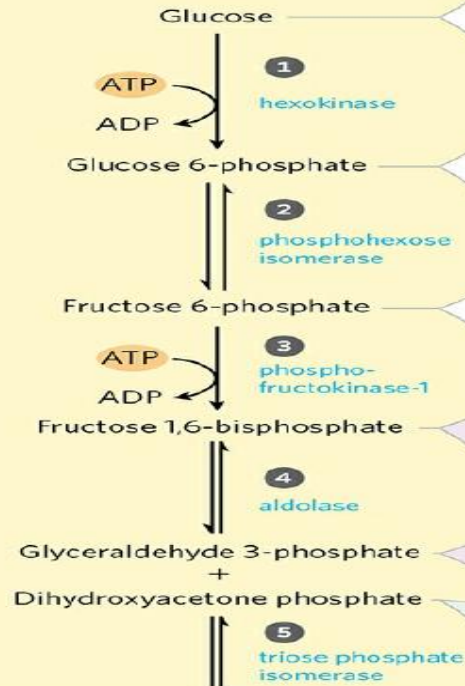 Glucose
1
ATP
hexokinase
ADP
Glucose 6-phosphate
2
phosphohexose
isomerase
Fructose 6-phosphate
3
ATP
phospho-
fructokinase-1
ADP
Fructose 1,6-bisphosphate
4
aldolase
Glyceraldehyde 3-phosphate
+
Dihydroxyacetone phosphate
5
triose phosphate
isomerase